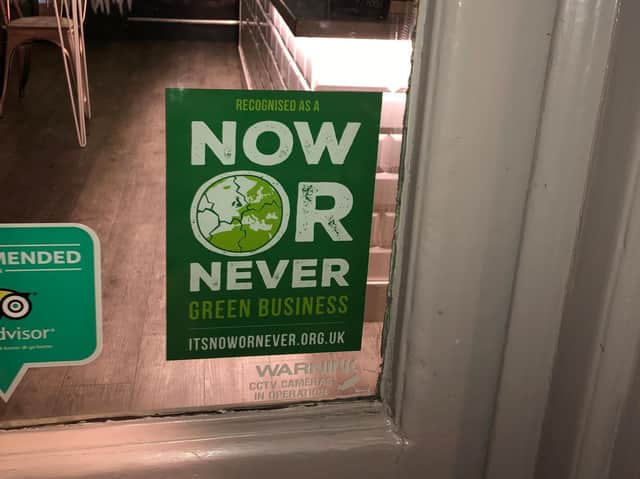 RECOGNISED AS A
NOW
OR
NEVER
GREEN BUSINESS
ITSNOWORNEVER.ORG.UK
MENDED
dvisor®
WARNING
CCTV CAMERAS
IN OPERATION